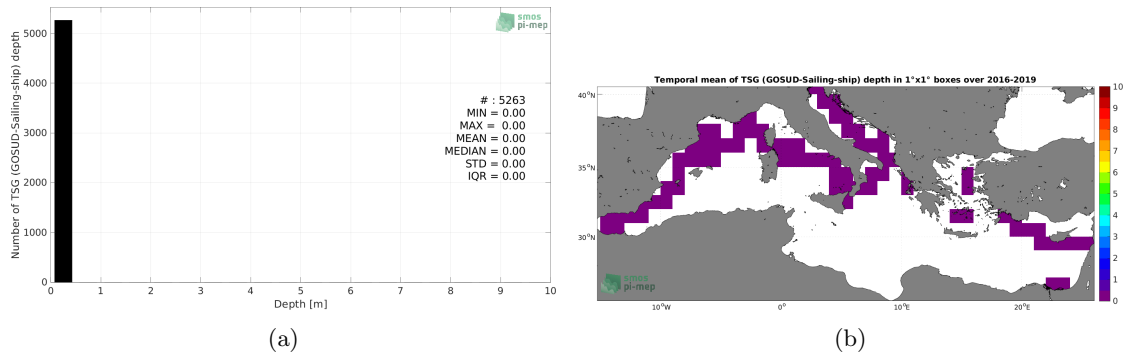 smos
pi-mep
5000
4000
3000
2000
1000
0
Number of TSG (GOSUD-Sailing-ship) depth
# : 5263
MIN = 0.00
MAX = 0.00
MEAN = 0.00
MEDIAN = 0.00
STD = 0.00
IQR = 0.00
0 1 2 3 4 5 6 7 8 9 10
Depth [m]
(a)
Temporal mean of TSG (GOSUD-Sailing-ship) depth in 1°x1° boxes over 2016-2019
40°N
35°N
30°N
10°W 0° 10°E 20°E
10
9
8
7
6
5
4
3
2
1
0
smos
pi-mep
(b)